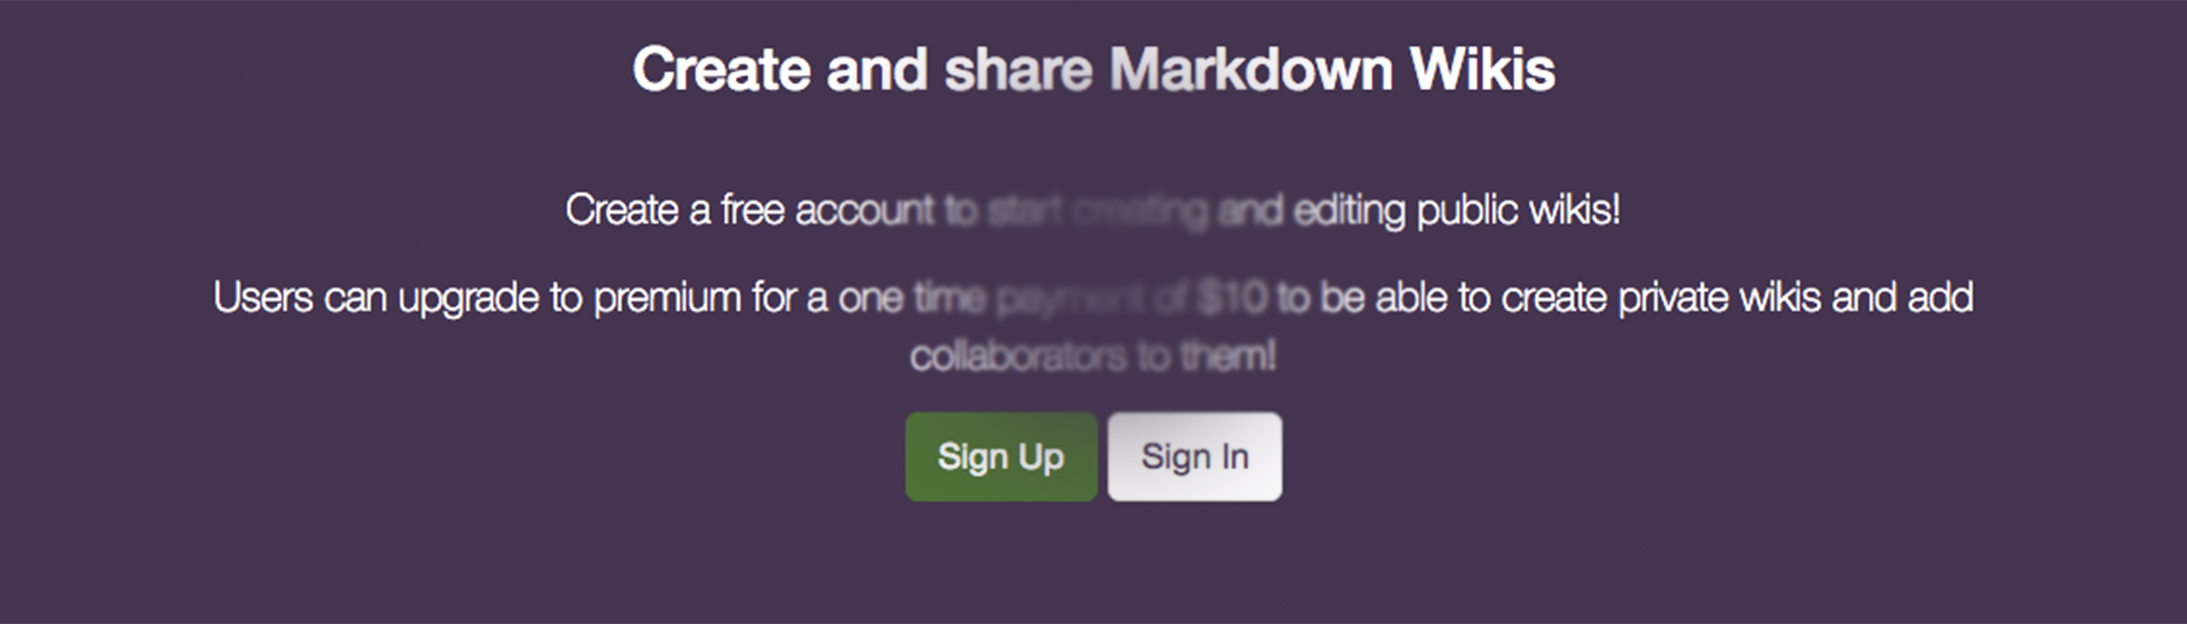 Create and share Markdown Wikis
Create a free account to start creating and editing public wikis!
Users can upgrade to premium for a one time payment of $10 to be able to create private wikis and add
collaborators to them!
Sign Up Sign In